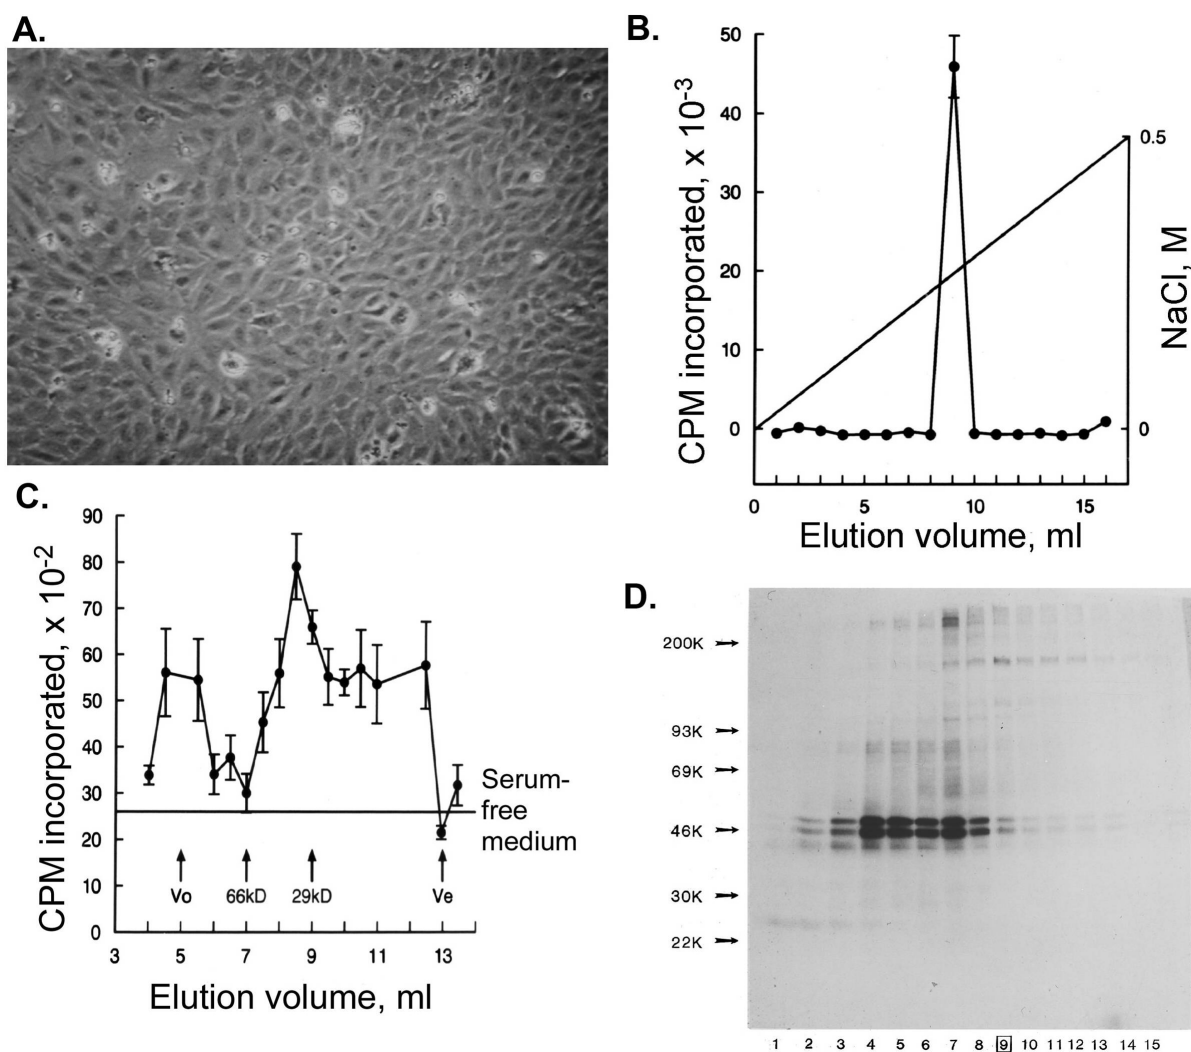 A.
B.
CPM incorporated, x 10-3
50
40
30
20
10
0
0.5
0
NaCl, M
0 5 10 15
Elution volume, ml
C.
CPM incorporated, x 10-2
90
80
70
60
50
40
30
20
10
0
Serum-
free
medium
Vo 66kD 29kD Ve
3 5 7 9 11 13
Elution volume, ml
D.
200K
93K
69K
46K
30K
22K
1 2 3 4 5 6 7 8 9 10 11 12 13 14 15